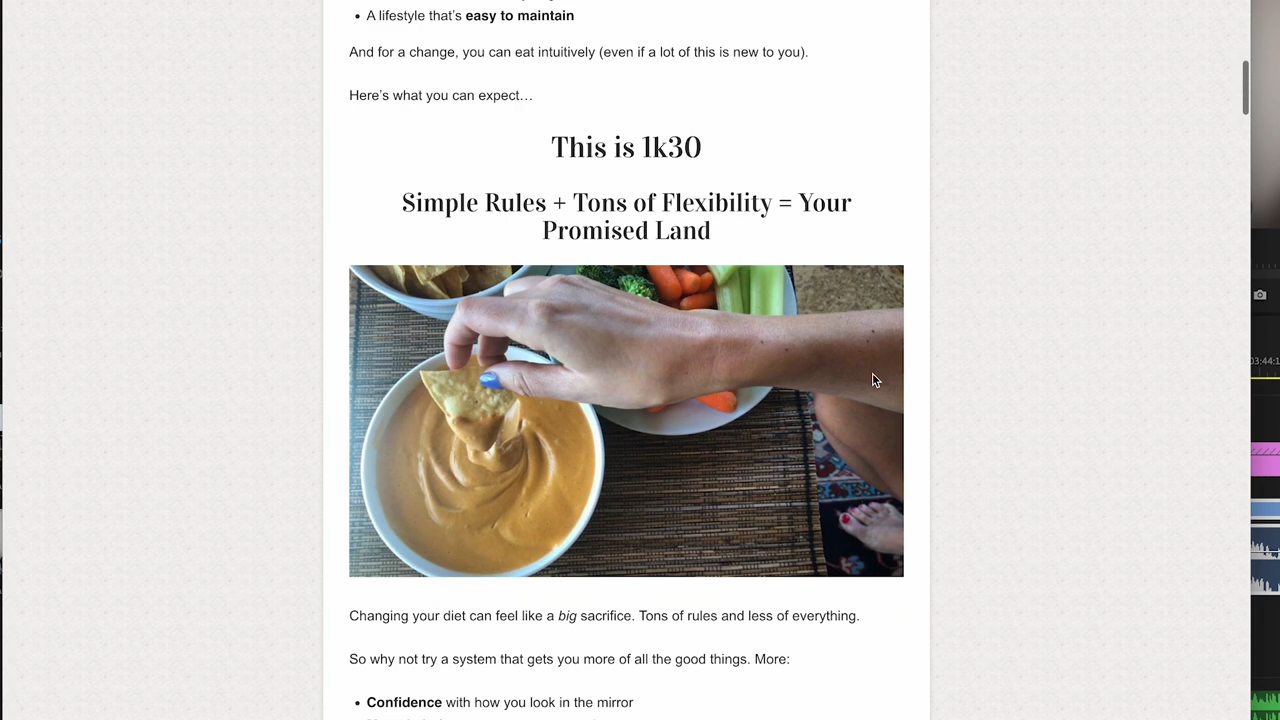 A lifestyle that's easy to maintain
And for a change, you can eat intuitively (even if a lot of this is new to you).
Here's what you can expect…
This is 1k30
Simple Rules + Tons of Flexibility = Your
Promised Land
03:44:1
Changing your diet can feel like a big sacrifice. Tons of rules and less of everything.
So why not try a system that gets you more of all the good things. More:
Confidence with how you look in the mirror